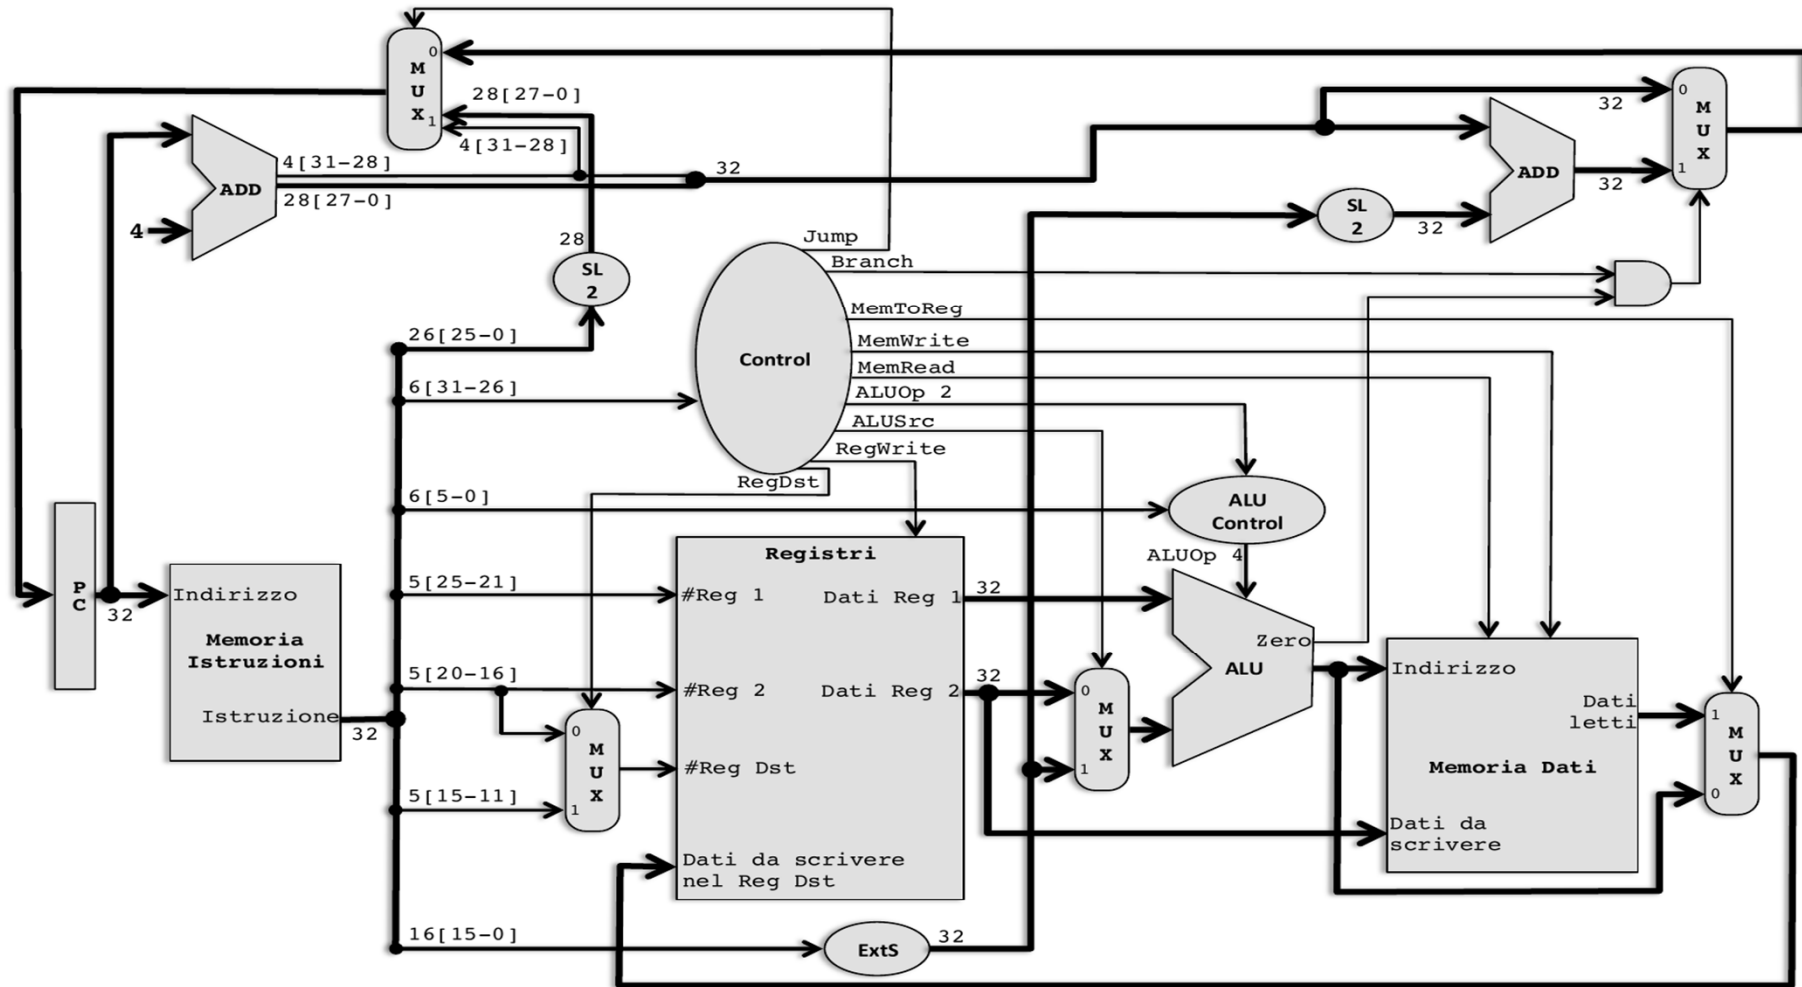 0
M
U
X
1
28[27-0]
4[31-28]
4[31-28]
28[27-0]
ADD
4
32
32
0
M
U
X
1
ADD
32
SL
2
32
28
SL
2
Jump
Branch
MemToReg
MemWrite
MemRead
ALUOp 2
ALUSrc
RegWrite
RegDst
Control
26[25-0]
6[31-26]
6[5-0]
ALU
Control
ALUOp 4
P
C
32
Indirizzo
Memoria
Istruzioni
Istruzione
32
5[25-21]
5[20-16]
5[15-11]
16[15-0]
0
M
U
X
1
Registri
#Reg 1
Dati Reg 1
32
#Reg 2
Dati Reg 2
32
#Reg Dst
Dati da scrivere
nel Reg Dst
ExtS
32
0
M
U
X
1
Zero
ALU
Indirizzo
Dati
letti
Memoria Dati
Dati da
scrivere
1
M
U
X
0